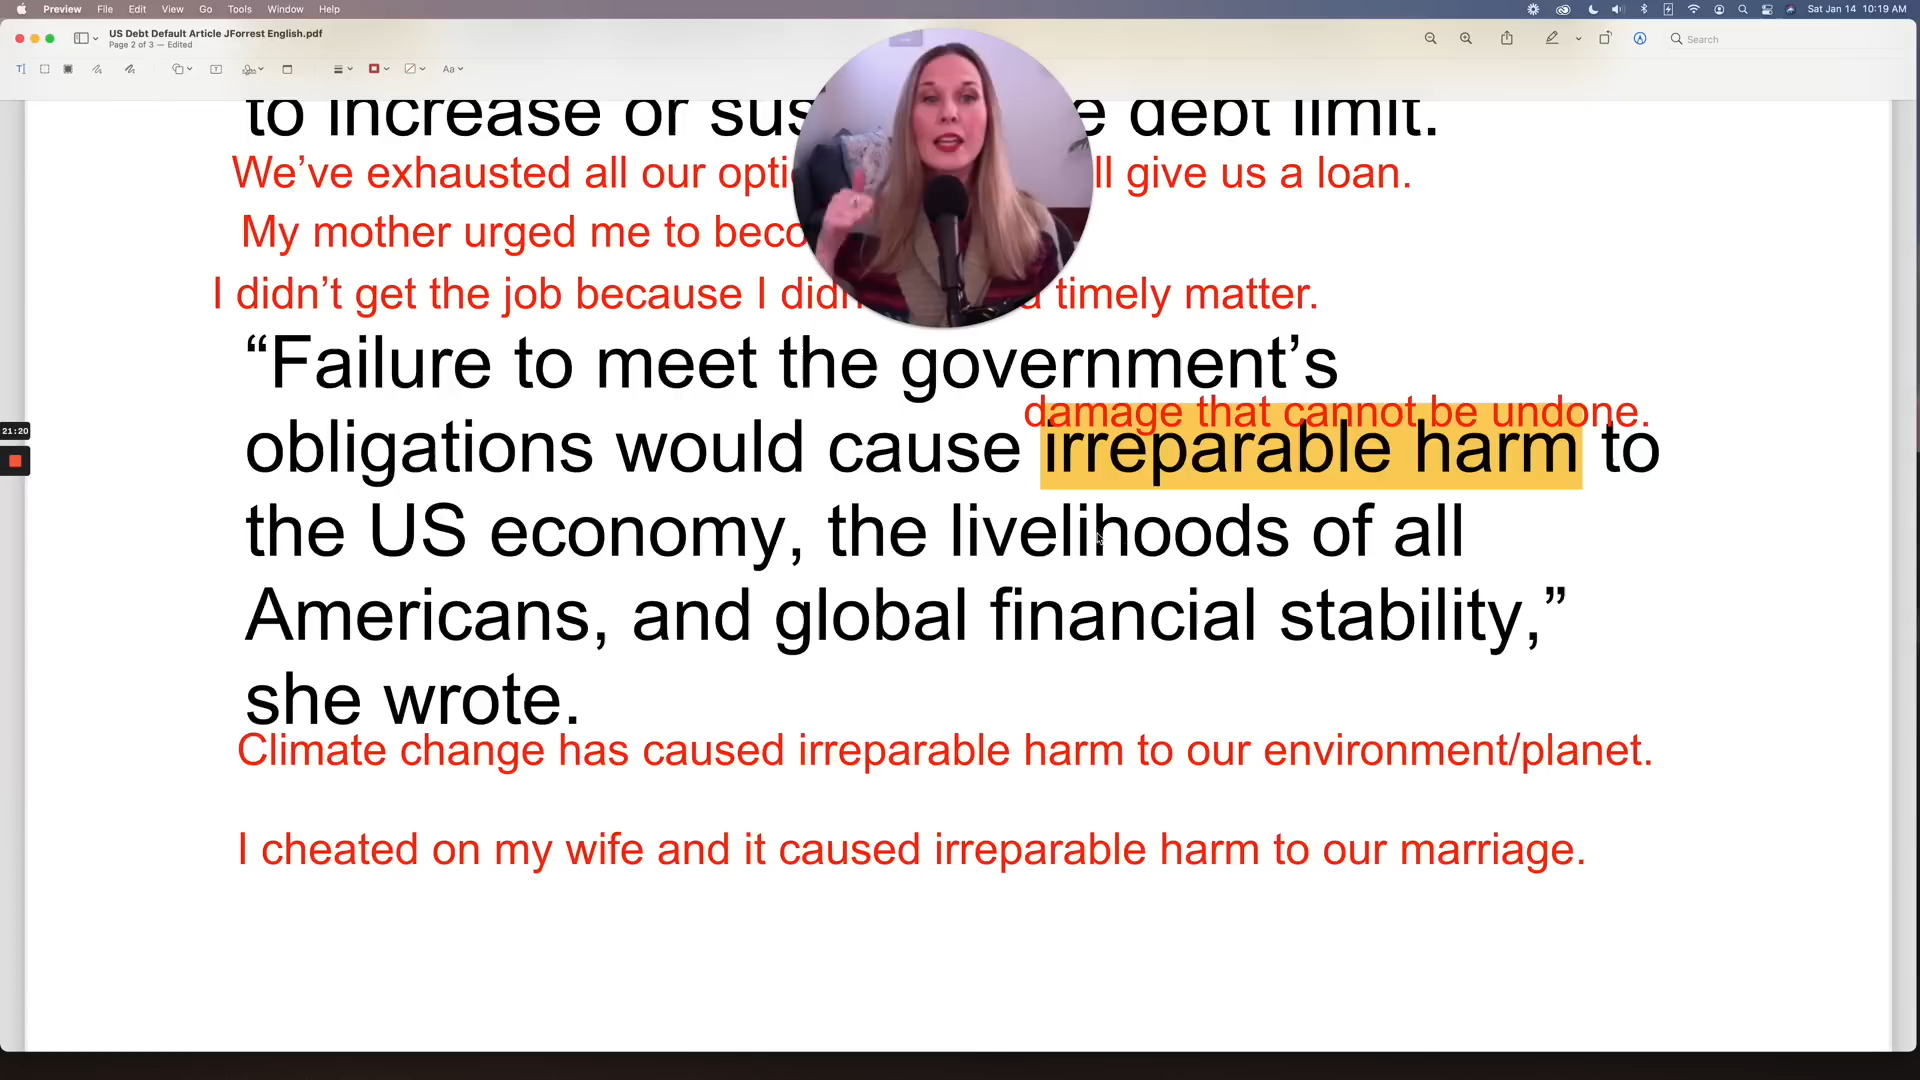 Preview File Edit View Go Tools Window Help
Sat Jan 14 10:19 AM
US Debt Default Article JForrest English.pdf
Page 2 of 3 — Edited
Search
Aa
to increase or sus e debt limit.
We’ve exhausted all our opti ll give us a loan.
My mother urged me to beco
I didn’t get the job because I didn a timely matter.
“Failure to meet the government’s
damage that cannot be undone.
obligations would cause irreparable harm to
21:20
the US economy, the livelihoods of all
Americans, and global financial stability,”
she wrote.
Climate change has caused irreparable harm to our environment/planet.
I cheated on my wife and it caused irreparable harm to our marriage.